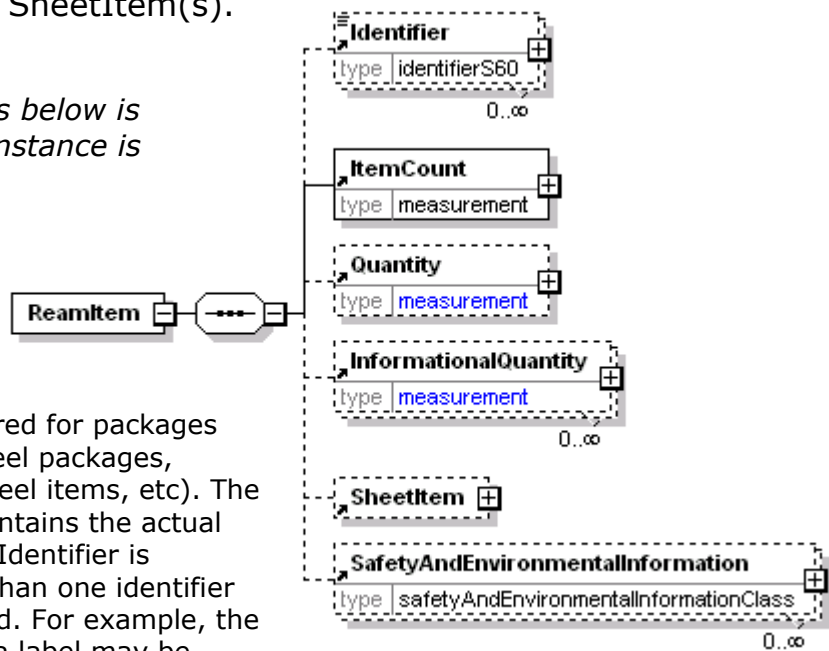 SheetItem(s).
s below is
nstance is
red for packages
eel packages,
eel items, etc). The
ntains the actual
Identifier is
han one identifier
d. For example, the
label may be
ReamItem
Identifier
type identifierS60
0..∞
ItemCount
type measurement
Quantity
type measurement
InformationalQuantity
type measurement
0..∞
SheetItem
SafetyAndEnvironmentalInformation
type safetyAndEnvironmentalInformationClass
0..∞